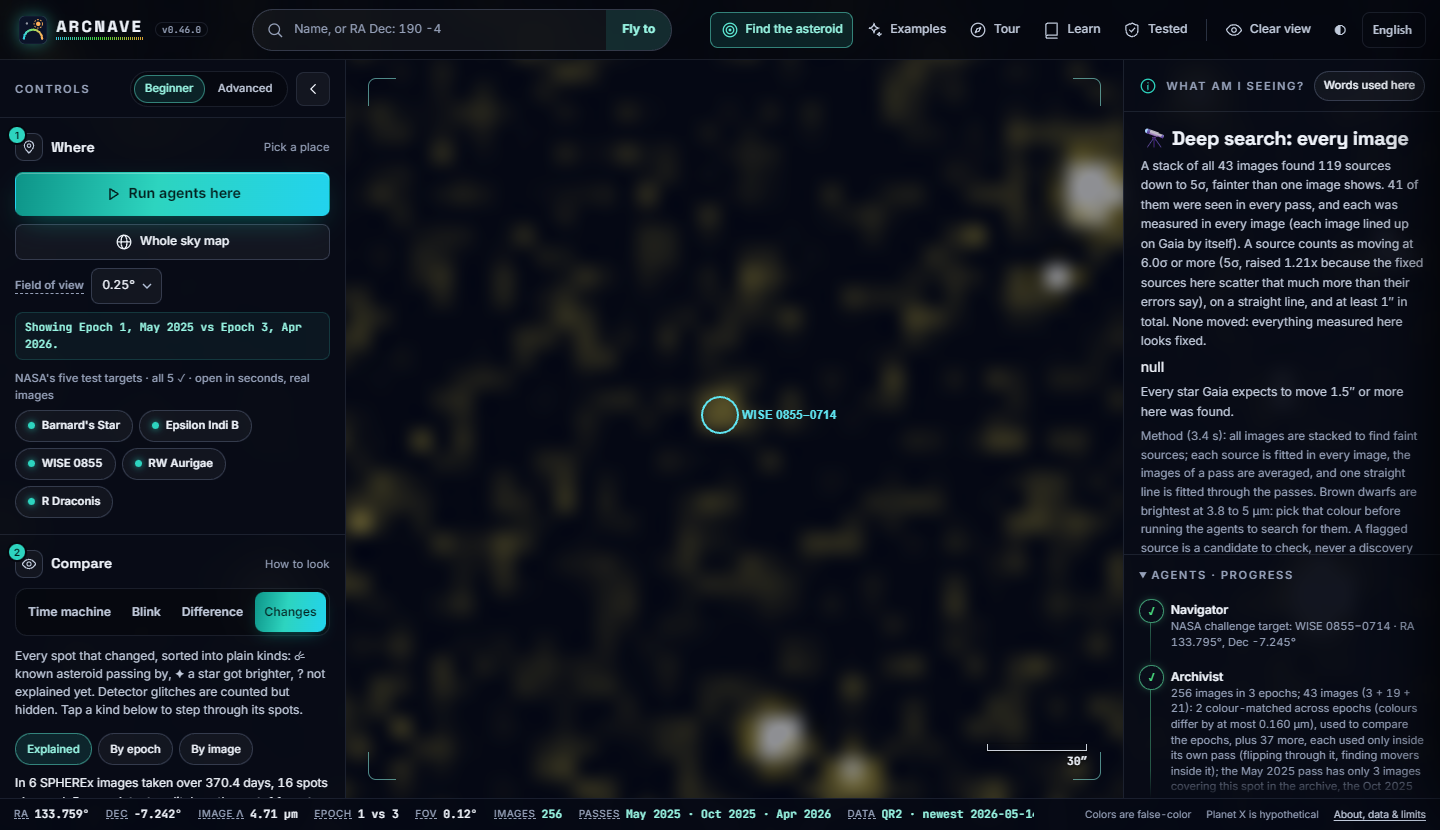 ARCNAVE v0.46.0
Name, or RA Dec: 190 -4
Fly to
Find the asteroid
Examples
Tour
Learn
Tested
Clear view
English
CONTROLS
Beginner
Advanced
1
Where
Pick a place
Run agents here
Whole sky map
Field of view
0.25°
Showing Epoch 1, May 2025 vs Epoch 3, Apr
2026.
NASA's five test targets · all 5 ✓ · open in seconds, real
images
Barnard's Star
Epsilon Indi B
WISE 0855
RW Aurigae
R Draconis
2
Compare
How to look
Time machine
Blink
Difference
Changes
Every spot that changed, sorted into plain kinds: ☄
known asteroid passing by, ✦ a star got brighter, ? not
explained yet. Detector glitches are counted but
hidden. Tap a kind below to step through its spots.
Explained
By epoch
By image
In 6 SPHEREx images taken over 370.4 days, 16 spots
WISE 0855–0714
30″
WHAT AM I SEEING?
Words used here
🔭 Deep search: every image
A stack of all 43 images found 119 sources
down to 5σ, fainter than one image shows. 41 of
them were seen in every pass, and each was
measured in every image (each image lined up
on Gaia by itself). A source counts as moving at
6.0σ or more (5σ, raised 1.21x because the fixed
sources here scatter that much more than their
errors say), on a straight line, and at least 1″ in
total. None moved: everything measured here
looks fixed.
null
Every star Gaia expects to move 1.5″ or more
here was found.
Method (3.4 s): all images are stacked to find faint
sources; each source is fitted in every image, the
images of a pass are averaged, and one straight
line is fitted through the passes. Brown dwarfs are
brightest at 3.8 to 5 µm: pick that colour before
running the agents to search for them. A flagged
source is a candidate to check, never a discovery
▼ AGENTS · PROGRESS
✓ Navigator
NASA challenge target: WISE 0855–0714 · RA
133.795°, Dec -7.245°
✓ Archivist
256 images in 3 epochs; 43 images (3 + 19 +
21): 2 colour-matched across epochs (colours
differ by at most 0.160 µm), used to compare
the epochs, plus 37 more, each used only inside
its own pass (flipping through it, finding movers
inside it); the May 2025 pass has only 3 images
covering this spot in the archive, the Oct 2025
RA 133.759° DEC -7.242° IMAGE Λ 4.71 µm EPOCH 1 vs 3 FOV 0.12° IMAGES 256 PASSES May 2025 · Oct 2025 · Apr 2026 DATA QR2 · newest 2026-05-1
Colors are false-color
Planet X is hypothetical
About, data & limits